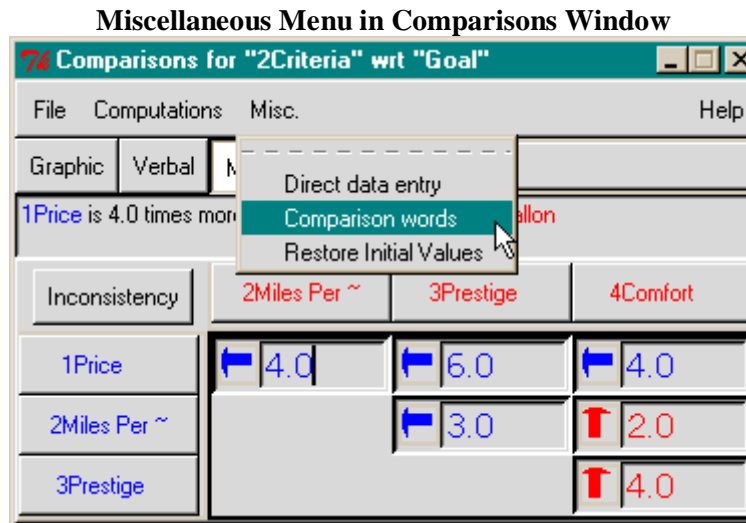 Miscellaneous Menu in Comparisons Window
Comparisons for "2Criteria" wrt "Goal"
File Computations Misc. Help
Graphic Verbal M
Direct data entry
1Price is 4.0 times mor allon
Comparison words
Restore Initial Values
Inconsistency 2Miles Per ~ 3Prestige 4Comfort
1Price 4.0 6.0 4.0
2Miles Per ~ 3.0 2.0
3Prestige 4.0